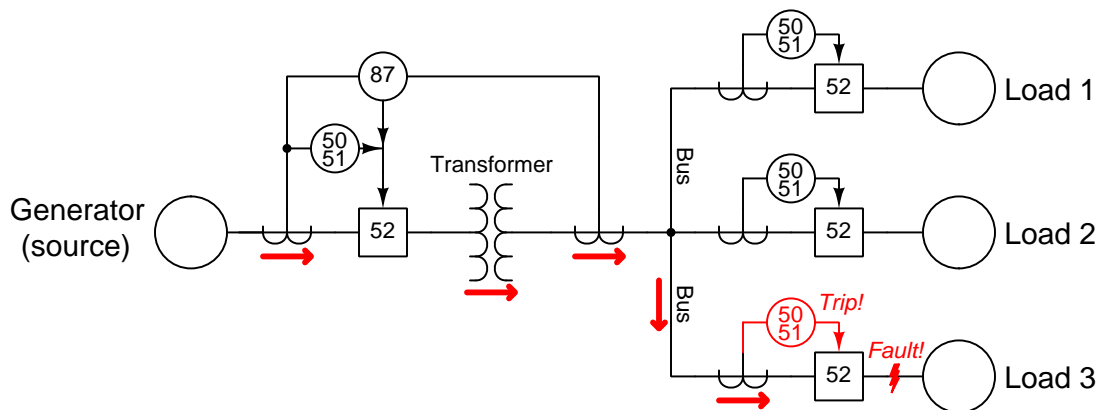 50
51
52
Load 1
87
50
51
Transformer
Bus
Generator
(source)
52
50
51
52
Load 2
Bus
50
51
Trip!
Fault!
52
Load 3